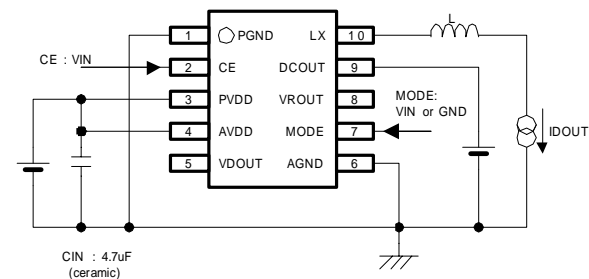 L
1 PGND LX 10
CE : VIN
2 CE DCOUT 9
3 PVDD VROUT 8
MODE:
VIN or GND
4 AVDD MODE 7
IDOUT
5 VDOUT AGND 6
CIN : 4.7uF
(ceramic)